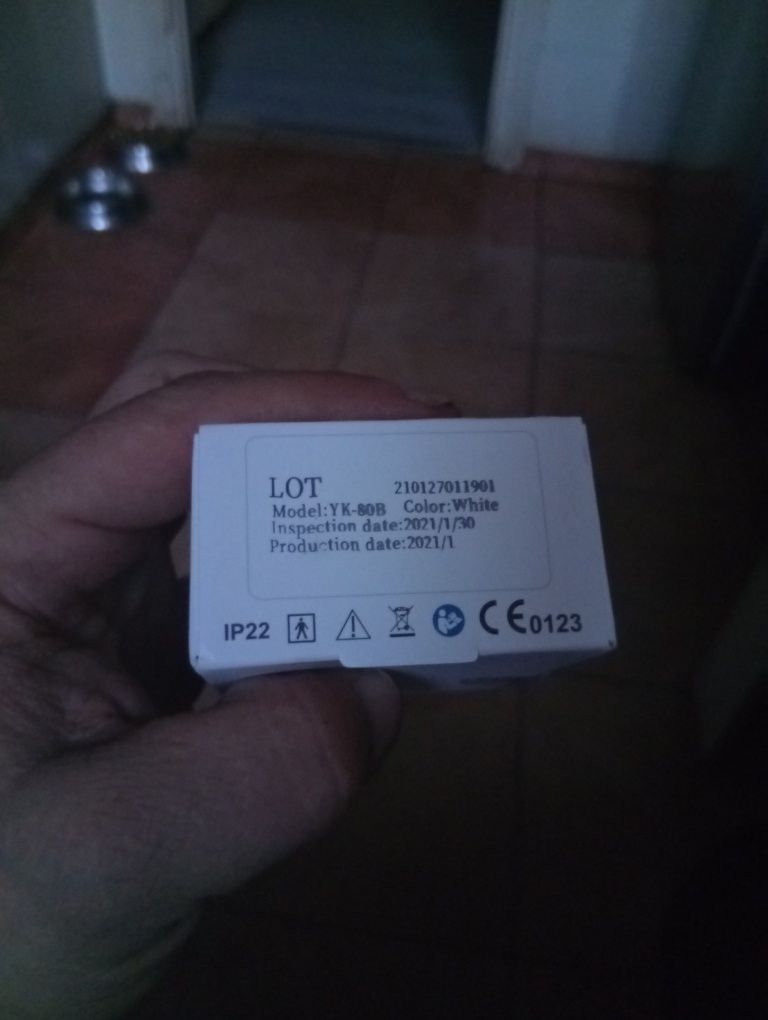 LOT 210127011901
Model:YK-80B Color:White
Inspection date:2021/1/30
Production date:2021/1
IP22 CE0123